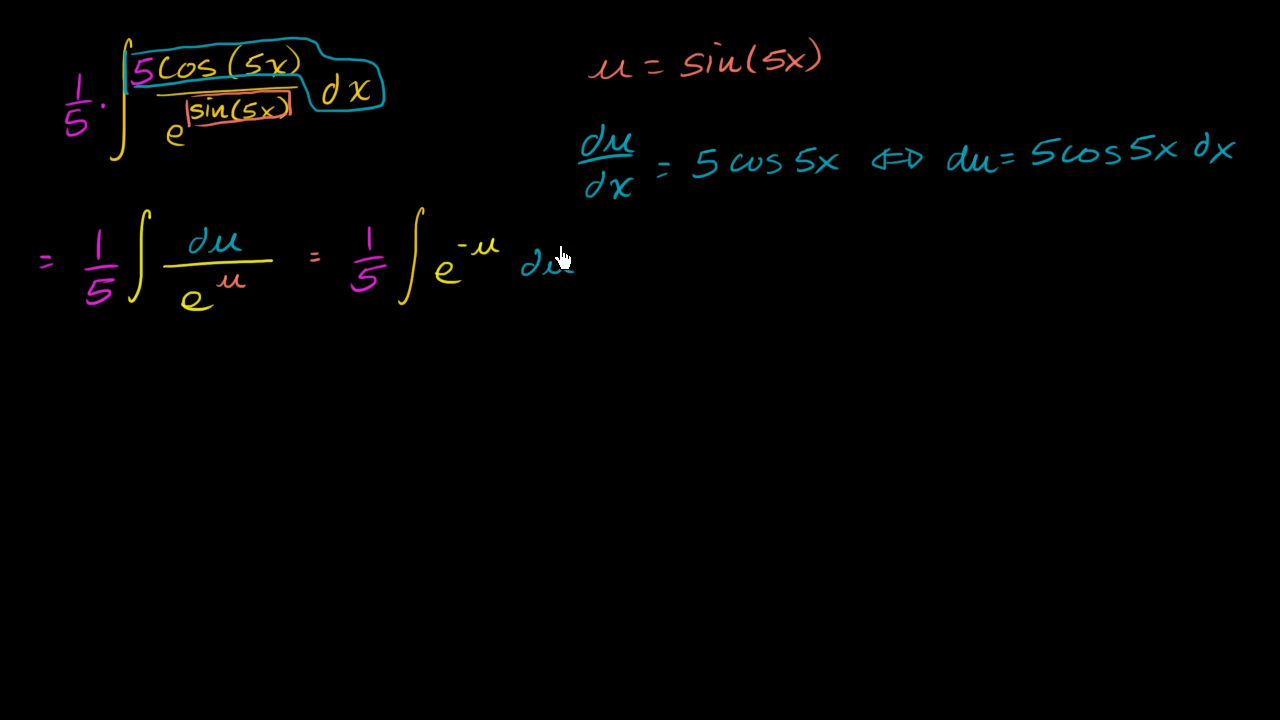 1/5 · ∫ 5cos(5x)/e^sin(5x) dx
u = sin(5x)
du/dx = 5 cos 5x ⇔ du = 5cos 5x dx
= 1/5 ∫ du/e^u = 1/5 ∫ e^-u du